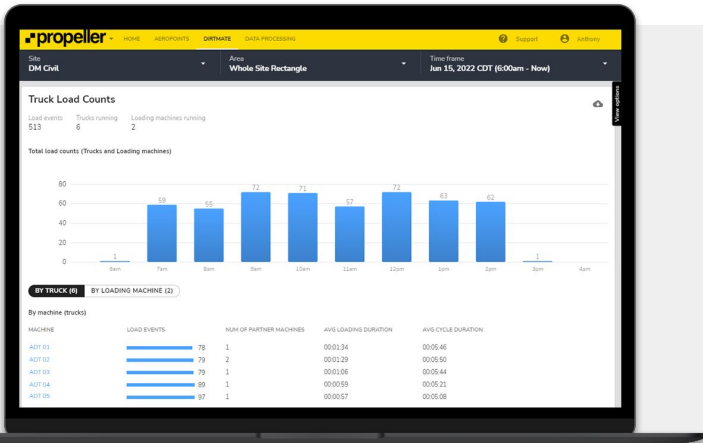 propeller HOME AEROPOINTS DIRTMATE DATA PROCESSING ? Support Anthony
Site Area Time frame
DM Civil Whole Site Rectangle Jun 15, 2022 CDT (6:00am - Now)
View options
Truck Load Counts
Load events Trucks running Loading machines running
513 6 2
Total load counts (Trucks and Loading machines)
80
60
40
20
0
1 59 55 72 71 57 72 63 62 1
6am 7am 8am 9am 10am 11am 12pm 1pm 2pm 3pm 4pm
BY TRUCK (6) BY LOADING MACHINE (2)
By machine (trucks)
MACHINE LOAD EVENTS NUM OF PARTNER MACHINES AVG LOADING DURATION AVG CYCLE DURATION
ADT 01 78 1 00:01:34 00:05:46
ADT 02 79 2 00:01:29 00:05:50
ADT 03 79 1 00:01:06 00:05:44
ADT 04 89 1 00:00:59 00:05:21
ADT 05 97 1 00:00:57 00:05:08